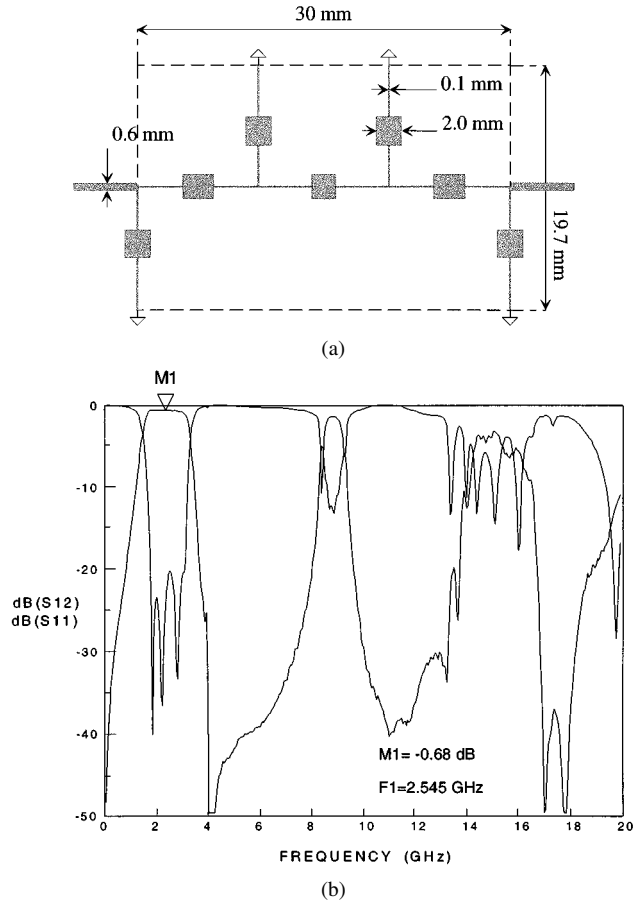 30 mm
0.1 mm
2.0 mm
0.6 mm
19.7 mm
(a)
M1
0
-10
-20
dB(S12)
dB(S11)
-30
-40
-50
M1= -0.68 dB
F1=2.545 GHz
0 2 4 6 8 10 12 14 16 18 20
FREQUENCY (GHz)
(b)